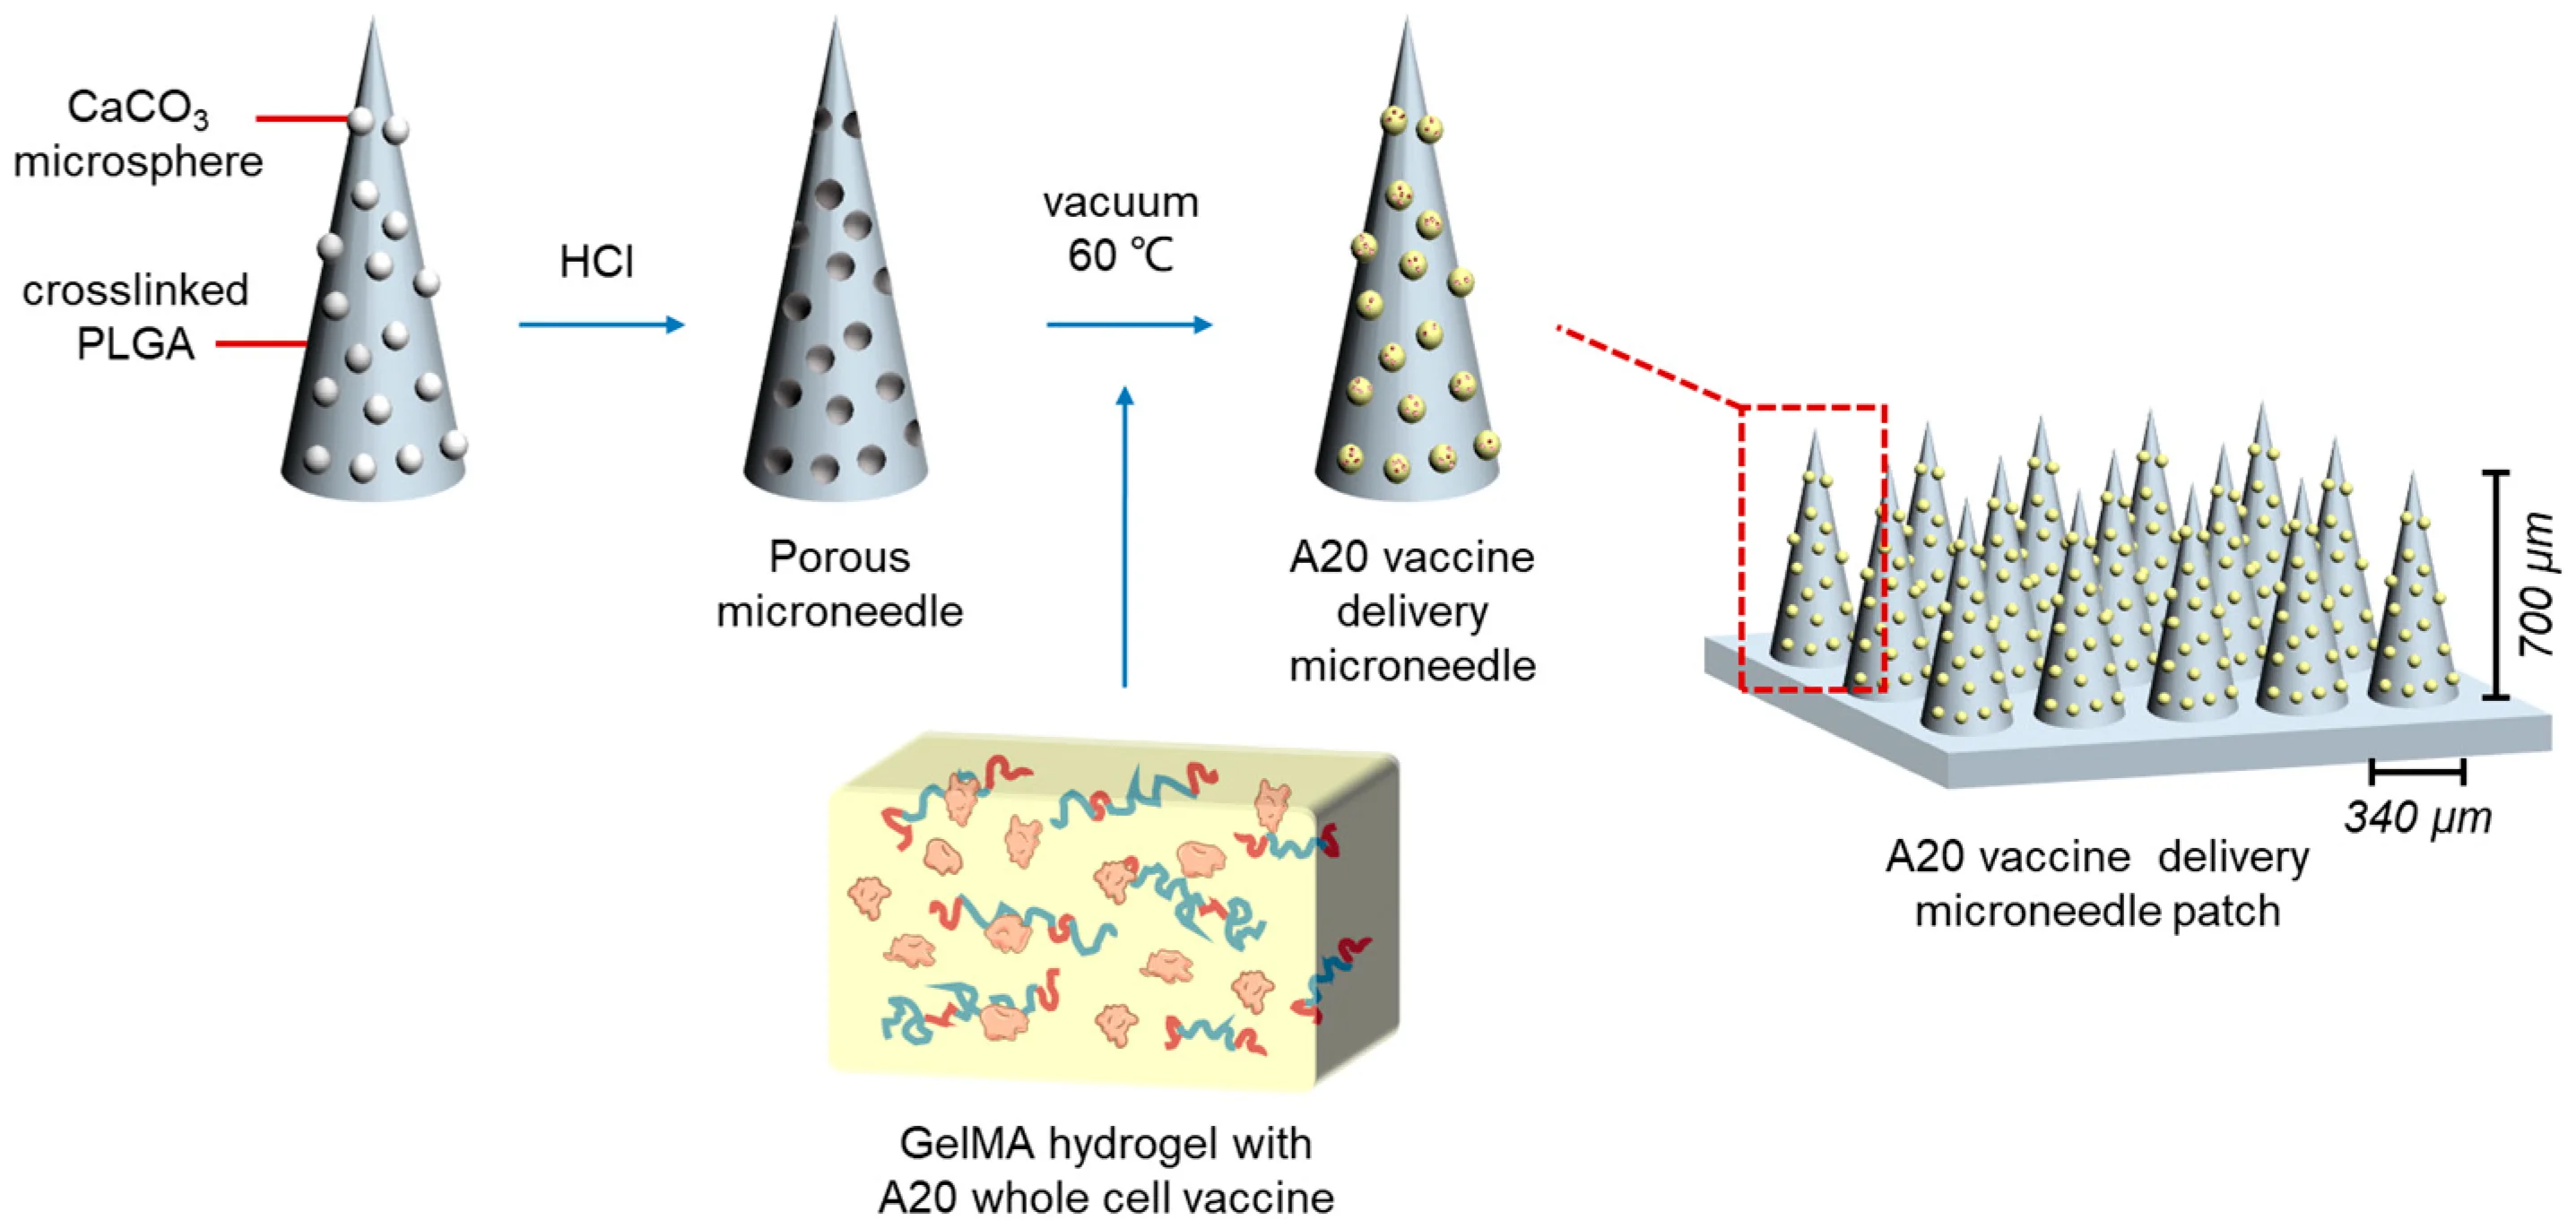 CaCO₃
microsphere
crosslinked
PLGA
HCl
Porous
microneedle
vacuum
60 ℃
A20 vaccine
delivery
microneedle
700 µm
340 µm
A20 vaccine delivery
microneedle patch
GelMA hydrogel with
A20 whole cell vaccine